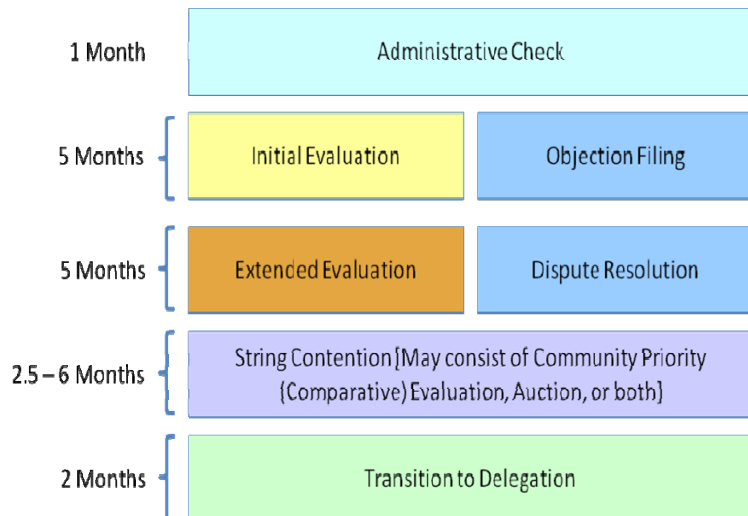 1 Month
Administrative Check
5 Months
Initial Evaluation
Objection Filing
5 Months
Extended Evaluation
Dispute Resolution
2.5 – 6 Months
String Contention [May consist of Community Priority
(Comparative) Evaluation, Auction, or both]
2 Months
Transition to Delegation